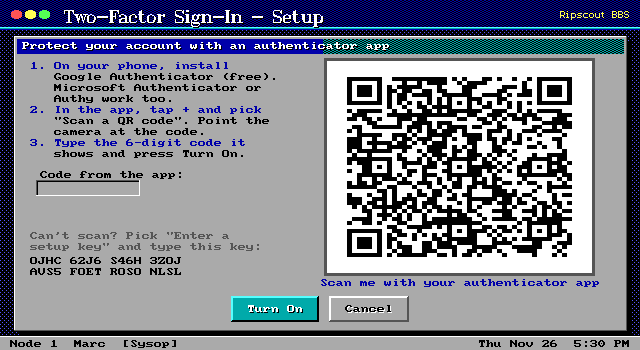 Two-Factor Sign-In - Setup
Ripscout BBS
Protect your account with an authenticator app
1. On your phone, install
Google Authenticator (free).
Microsoft Authenticator or
Authy work too.
2. In the app, tap + and pick
"Scan a QR code". Point the
camera at the code.
3. Type the 6-digit code it
shows and press Turn On.
Code from the app:
Can't scan? Pick "Enter a
setup key" and type this key:
OJHC 62J6 S46H 3ZOJ
AVS5 FOET ROSO NLSL
Scan me with your authenticator app
Turn On
Cancel
Node 1 Marc [Sysop]
Thu Nov 26 5:30 PM